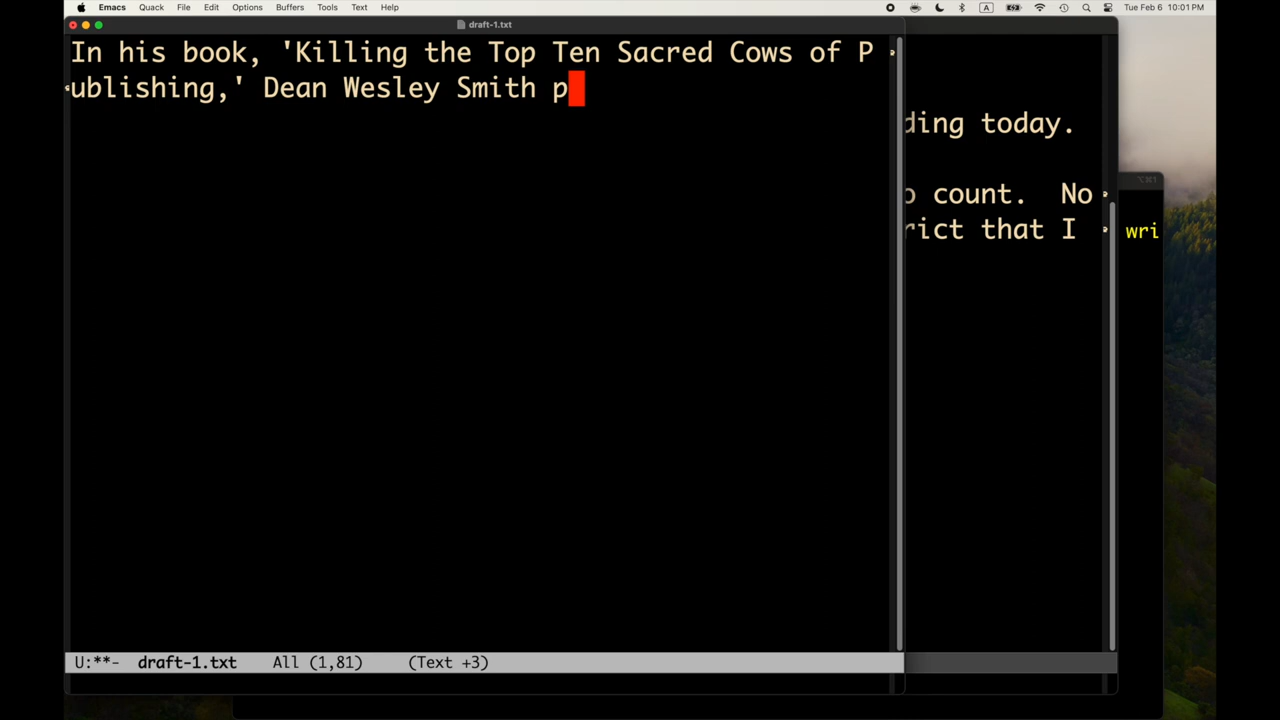 Emacs Quack File Edit Options Buffers Tools Text Help A Tue Feb 6 10:01 PM
draft-1.txt
In his book, 'Killing the Top Ten Sacred Cows of P
ublishing,' Dean Wesley Smith p
ding today.
o count. No
rict that I
⌥⌘1
wri
U:**- draft-1.txt All (1,81) (Text +3)